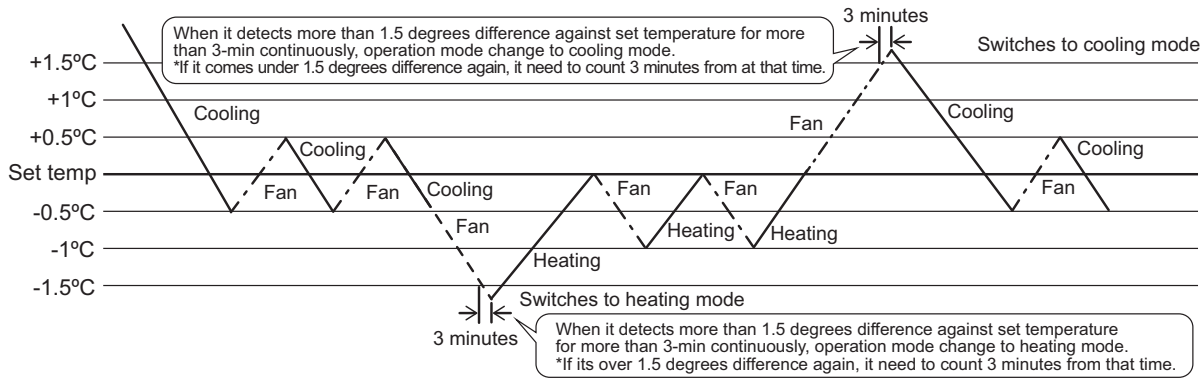 3 minutes
When it detects more than 1.5 degrees difference against set temperature for more
than 3-min continuously, operation mode change to cooling mode.
*If it comes under 1.5 degrees difference again, it need to count 3 minutes from at that time.
Switches to cooling mode
+1.5ºC
+1ºC
Cooling
Fan
+0.5ºC
Cooling
Cooling
Cooling
Set temp
Cooling
Fan
Fan
Fan
Fan
Fan
-0.5ºC
Fan
Heating
Heating
-1ºC
Heating
-1.5ºC
Switches to heating mode
3 minutes
When it detects more than 1.5 degrees difference against set temperature
for more than 3-min continuously, operation mode change to heating mode.
*If its over 1.5 degrees difference again, it need to count 3 minutes from that time.